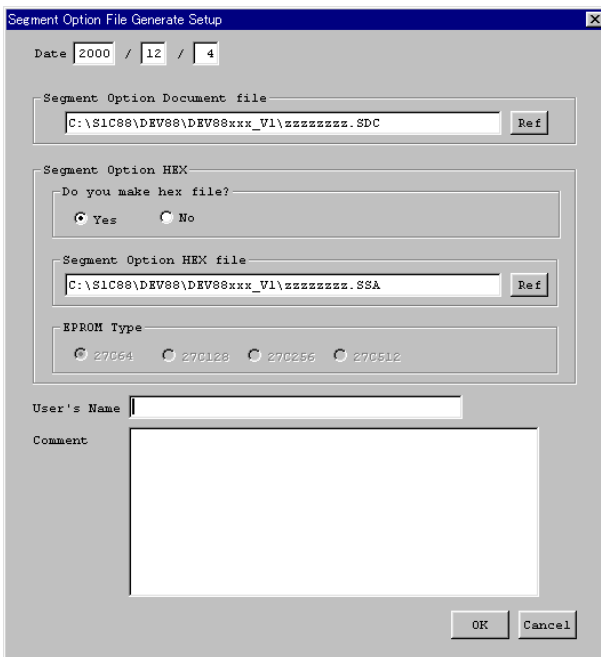 Segment Option File Generate Setup
Date 2000 / 12 / 4
Segment Option Document file
C:\S1C88\DEV88\DEV88xxx_V1\zzzzzzzz.SDC Ref
Segment Option HEX
Do you make hex file?
Yes No
Segment Option HEX file
C:\S1C88\DEV88\DEV88xxx_V1\zzzzzzzz.SSA Ref
EPROM Type
27C64 27C128 27C256 27C512
User's Name
Comment
OK Cancel